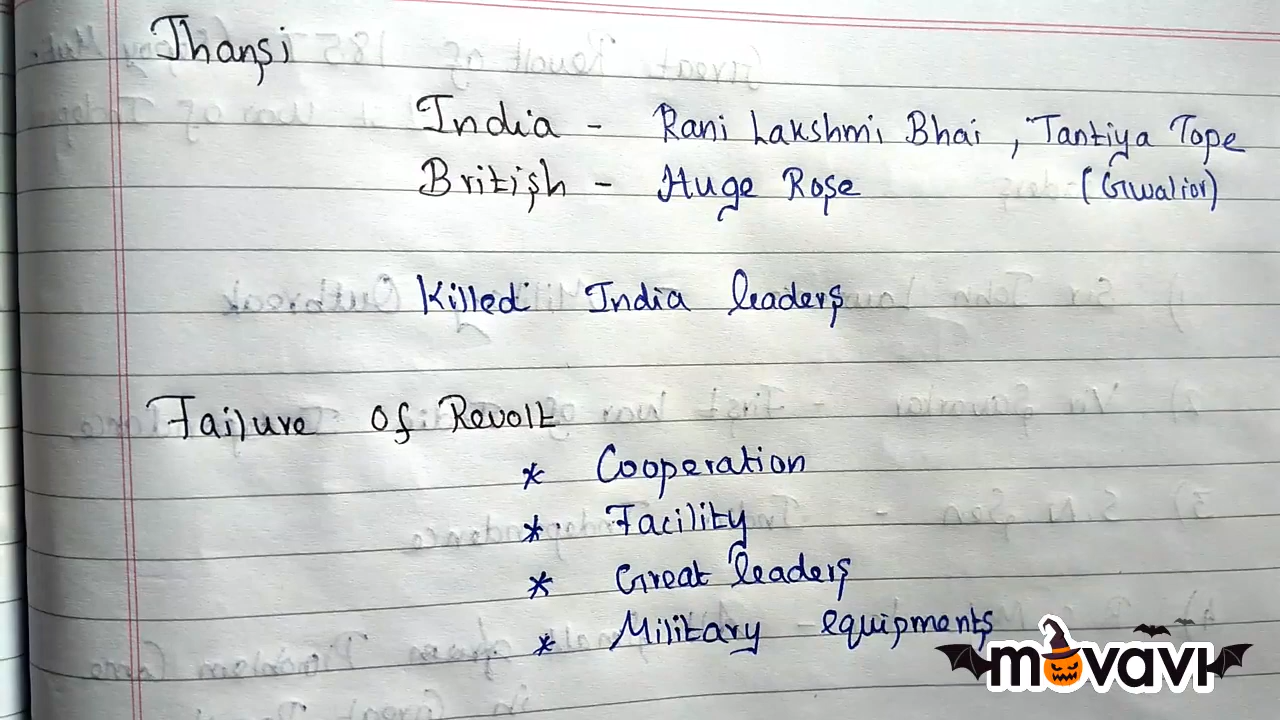 Jhansi
India - Rani Lakshmi Bhai , Tantiya Tope
British - Huge Rose (Gwalior)
Killed India leaders
Failure of Revolt
* Cooperation
* Facility
* Great leaders
* Military equipments
movavi